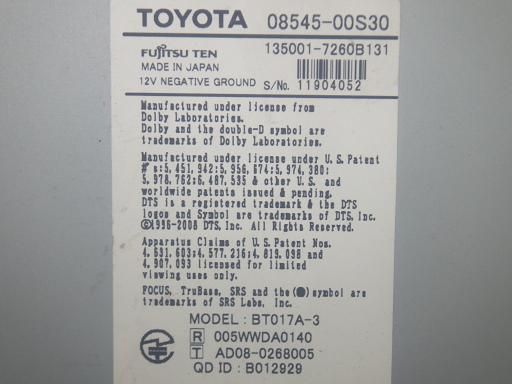 TOYOTA 08545-00S30
FUJITSU TEN 135001-7260B131
MADE IN JAPAN
12V NEGATIVE GROUND S/No. 11904052
Manufactured under license from
Dolby Laboratories.
Dolby and the double-D symbol are
trademarks of Dolby Laboratories.
Manufactured under license under U.S. Patent
# s:5,451,942:5,956,674:5,974,380:
5,978,762:6,487,535 & other U.S. and
worldwide patents issued & pending.
DTS is a registered trademark & the DTS
logos and Symbol are trademarks of DTS, Inc.
©1996-2008 DTS, Inc. All Rights Reserved.
Apparatus Claims of U.S. Patent Nos.
4,631,603:4,577,216:4,819,098 and
4,907,093 licensed for limited
viewing uses only.
FOCUS, TruBass, SRS and the (●) symbol are
trademarks of SRS Labs, Inc.
MODEL: BT017A-3
R 005WWDA0140
T AD08-0268005
QD ID: B012929